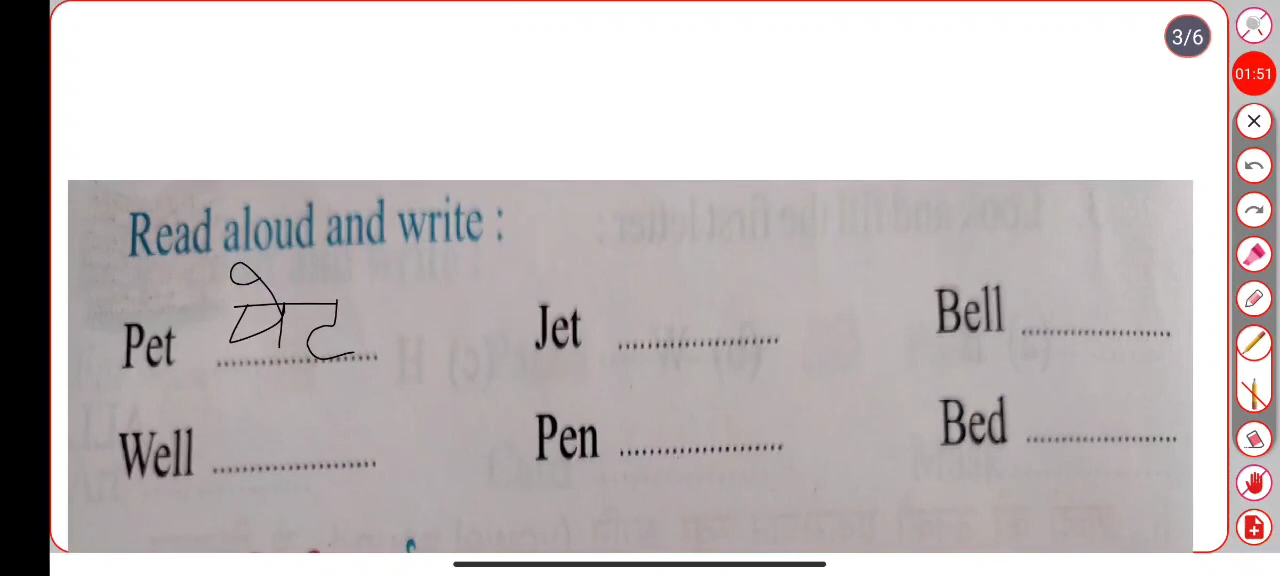 3/6
01:51
Read aloud and write :
Pet पेट Jet .................... Bell ....................
Well .................... Pen .................... Bed ....................